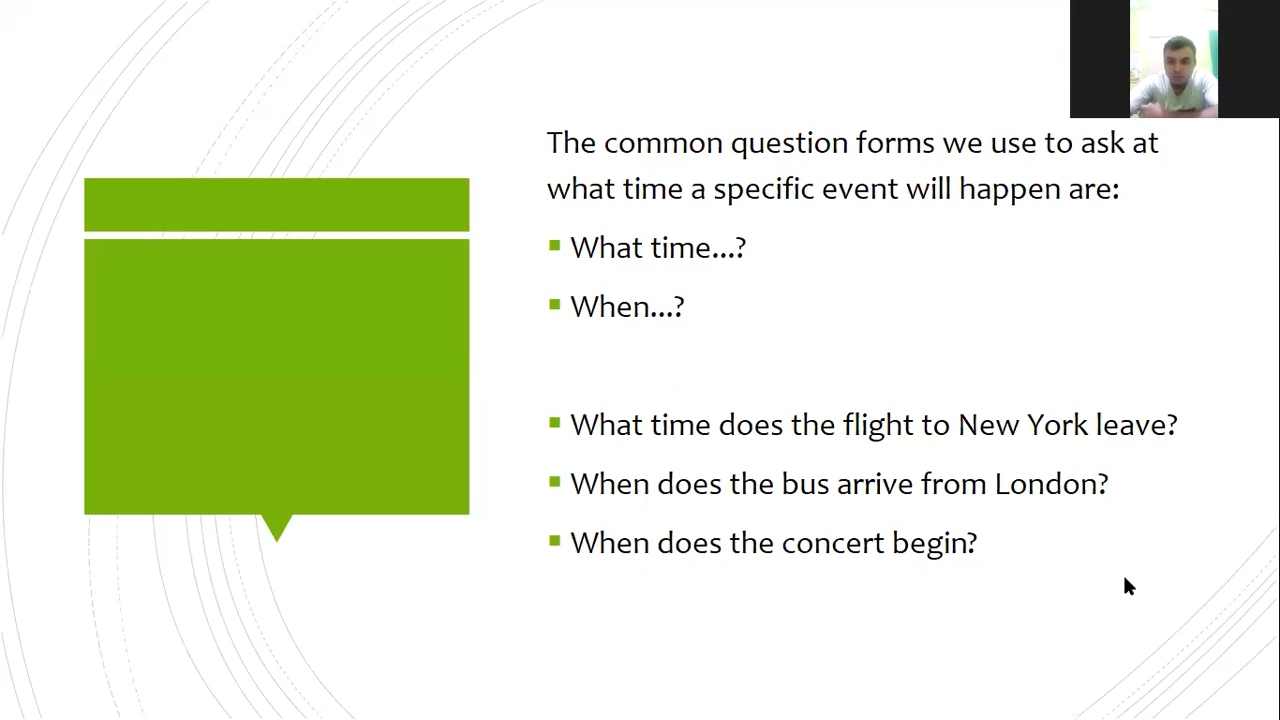 The common question forms we use to ask at
what time a specific event will happen are:
What time...?
When...?
What time does the flight to New York leave?
When does the bus arrive from London?
When does the concert begin?